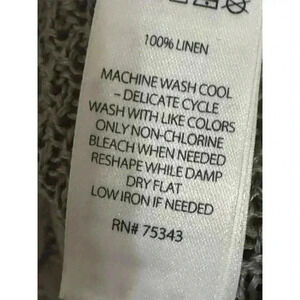 100% LINEN
MACHINE WASH COOL
– DELICATE CYCLE
WASH WITH LIKE COLORS
ONLY NON-CHLORINE
BLEACH WHEN NEEDED
RESHAPE WHILE DAMP
DRY FLAT
LOW IRON IF NEEDED
RN# 75343